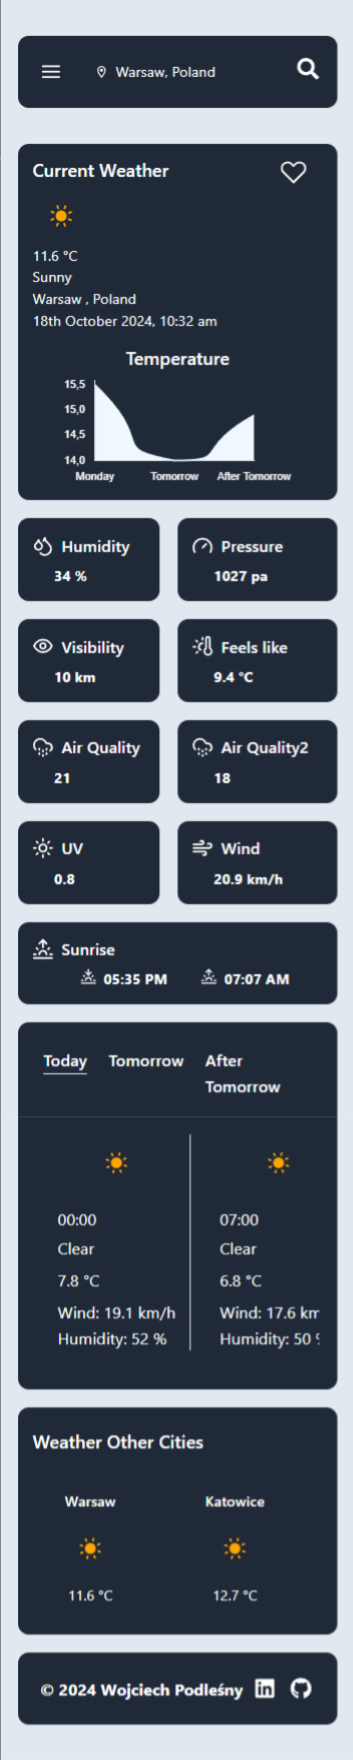 Warsaw, Poland
Current Weather
11.6 °C
Sunny
Warsaw , Poland
18th October 2024, 10:32 am
Temperature
15,5
15,0
14,5
14,0
Monday Tomorrow After Tomorrow
Humidity
34 %
Pressure
1027 pa
Visibility
10 km
Feels like
9.4 °C
Air Quality
21
Air Quality2
18
UV
0.8
Wind
20.9 km/h
Sunrise
05:35 PM 07:07 AM
Today Tomorrow After
Tomorrow
00:00
Clear
7.8 °C
Wind: 19.1 km/h
Humidity: 52 %
07:00
Clear
6.8 °C
Wind: 17.6 km
Humidity: 50
Weather Other Cities
Warsaw
11.6 °C
Katowice
12.7 °C
© 2024 Wojciech Podleśny